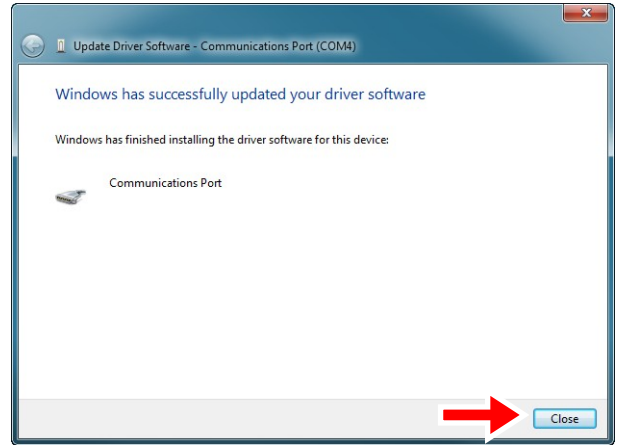 Update Driver Software - Communications Port (COM4)
Windows has successfully updated your driver software
Windows has finished installing the driver software for this device:
Communications Port
Close